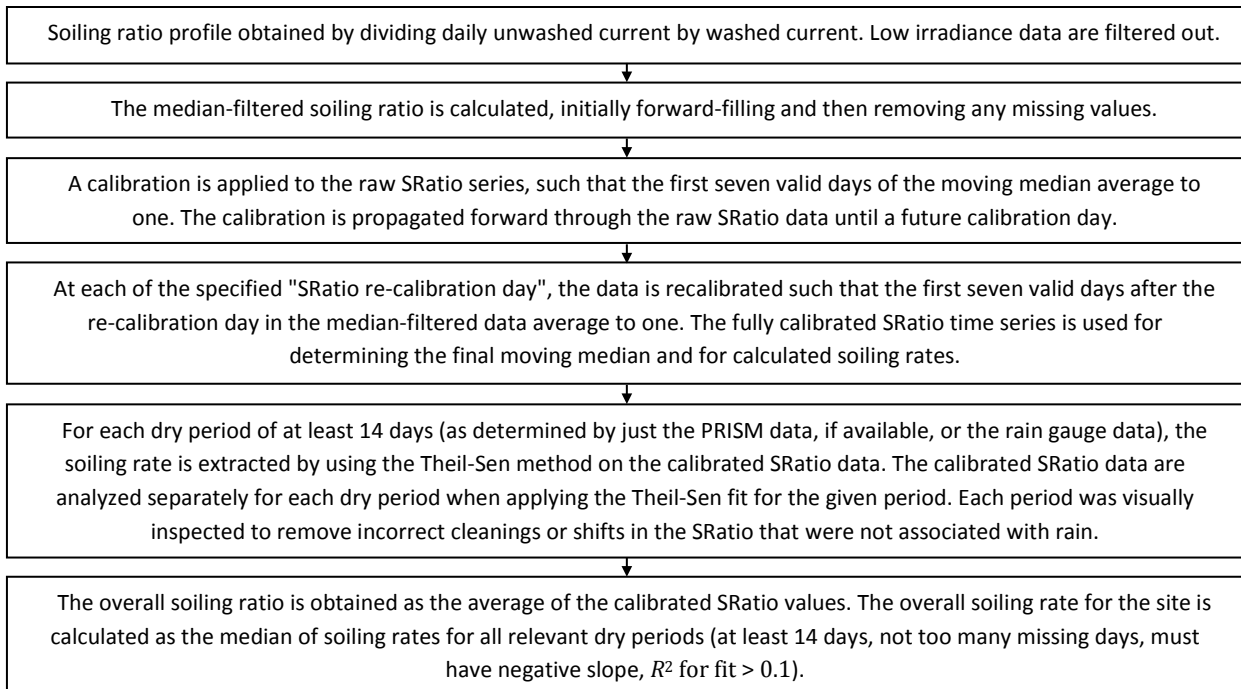 Soiling ratio profile obtained by dividing daily unwashed current by washed current. Low irradiance data are filtered out.
The median-filtered soiling ratio is calculated, initially forward-filling and then removing any missing values.
A calibration is applied to the raw SRatio series, such that the first seven valid days of the moving median average to
one. The calibration is propagated forward through the raw SRatio data until a future calibration day.
At each of the specified "SRatio re-calibration day", the data is recalibrated such that the first seven valid days after the
re-calibration day in the median-filtered data average to one. The fully calibrated SRatio time series is used for
determining the final moving median and for calculated soiling rates.
For each dry period of at least 14 days (as determined by just the PRISM data, if available, or the rain gauge data), the
soiling rate is extracted by using the Theil-Sen method on the calibrated SRatio data. The calibrated SRatio data are
analyzed separately for each dry period when applying the Theil-Sen fit for the given period. Each period was visually
inspected to remove incorrect cleanings or shifts in the SRatio that were not associated with rain.
The overall soiling ratio is obtained as the average of the calibrated SRatio values. The overall soiling rate for the site is
calculated as the median of soiling rates for all relevant dry periods (at least 14 days, not too many missing days, must
have negative slope, R² for fit > 0.1).